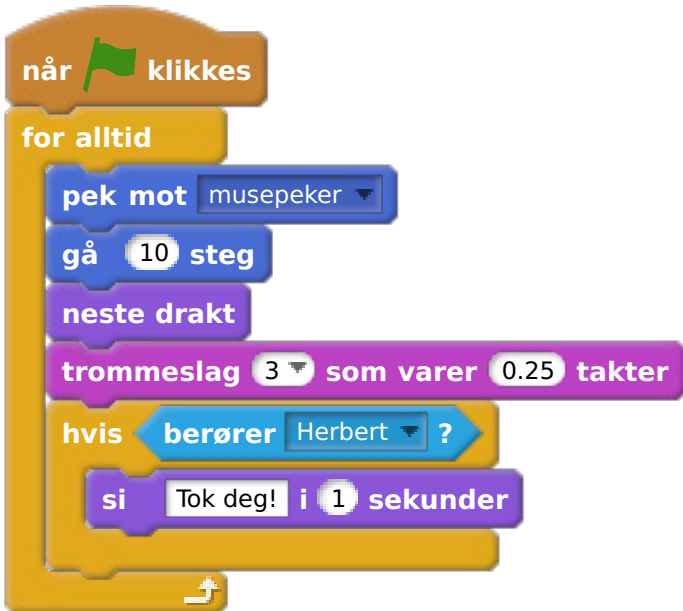 når klikkes
for alltid
pek mot musepeker
gå 10 steg
neste drakt
trommeslag 3 som varer 0.25 takter
hvis berører Herbert ?
si Tok deg! i 1 sekunder